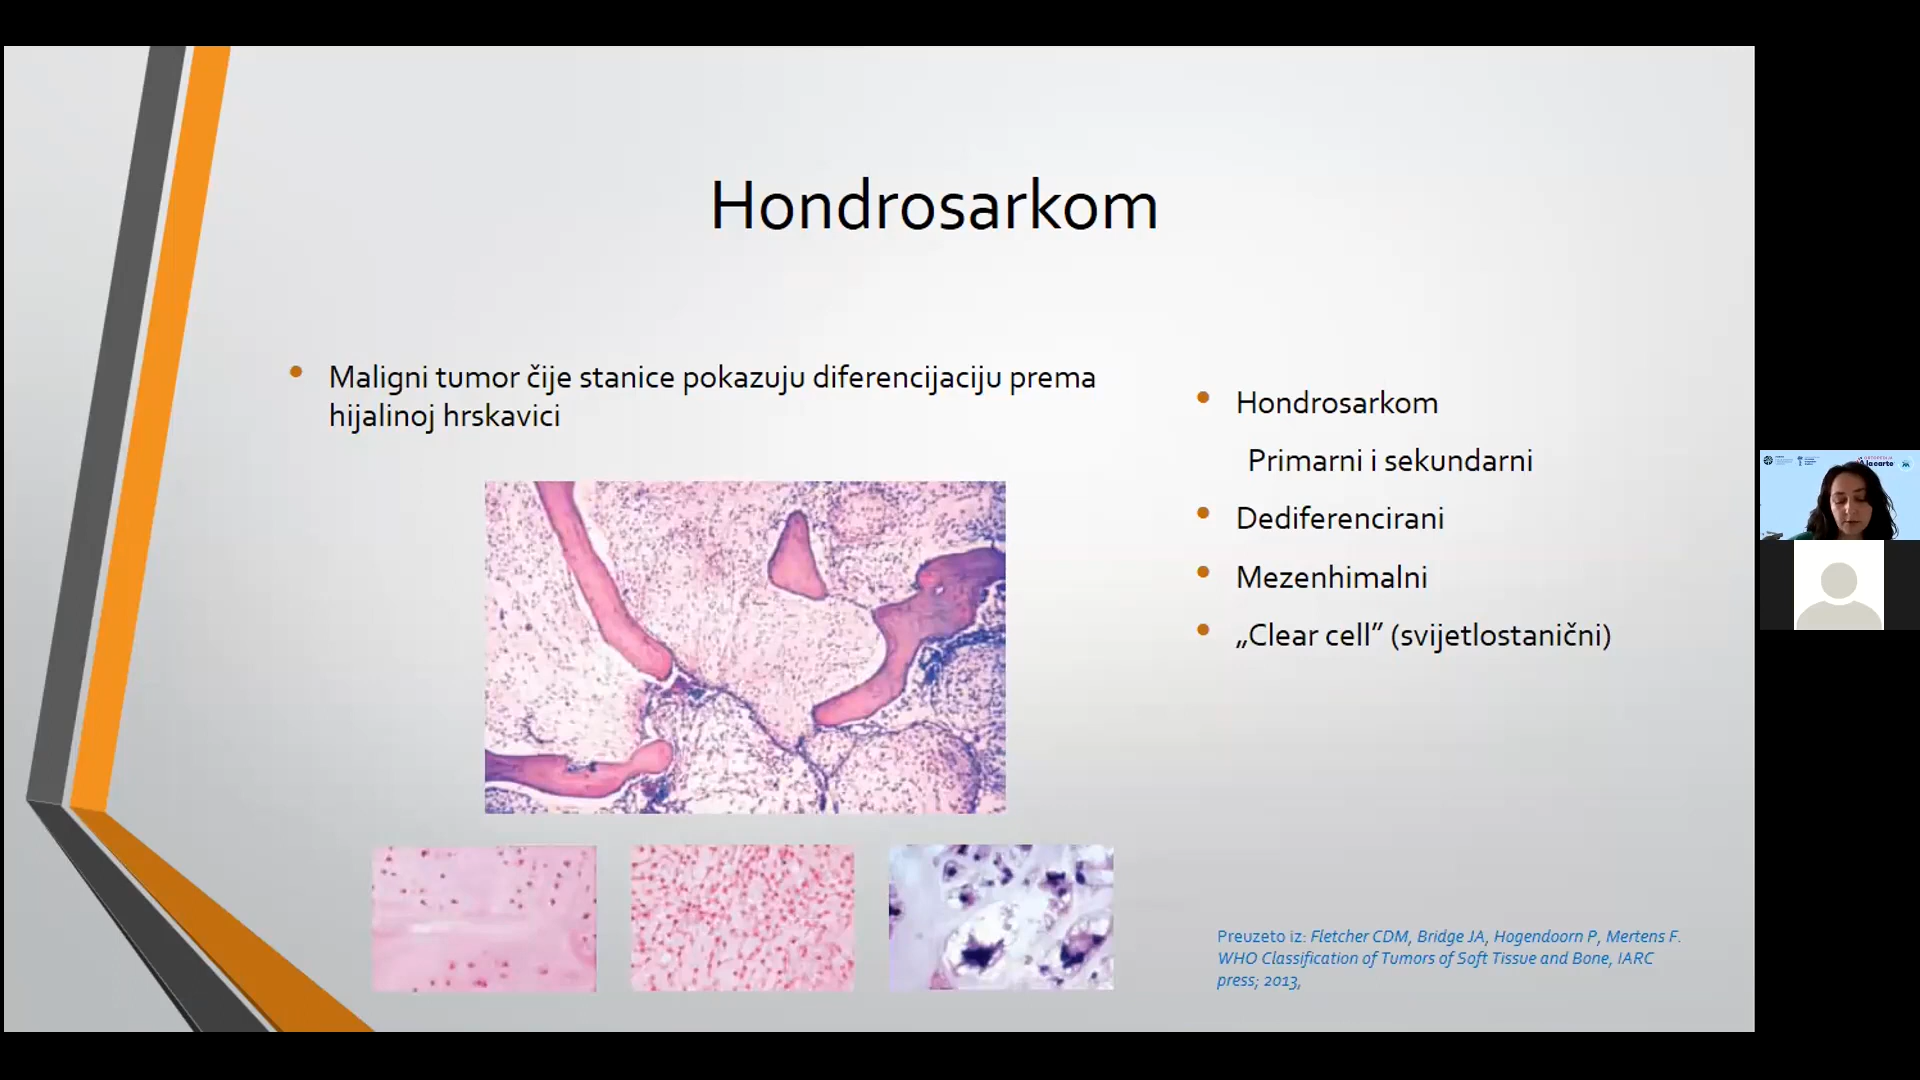 Hondrosarkom
Maligni tumor čije stanice pokazuju diferencijaciju prema
hijalinoj hrskavici
Hondrosarkom
Primarni i sekundarni
Dediferencirani
Mezenhimalni
„Clear cell” (svijetlostanični)
Preuzeto iz: Fletcher CDM, Bridge JA, Hogendoorn P, Mertens F.
WHO Classification of Tumors of Soft Tissue and Bone, IARC
press; 2013,